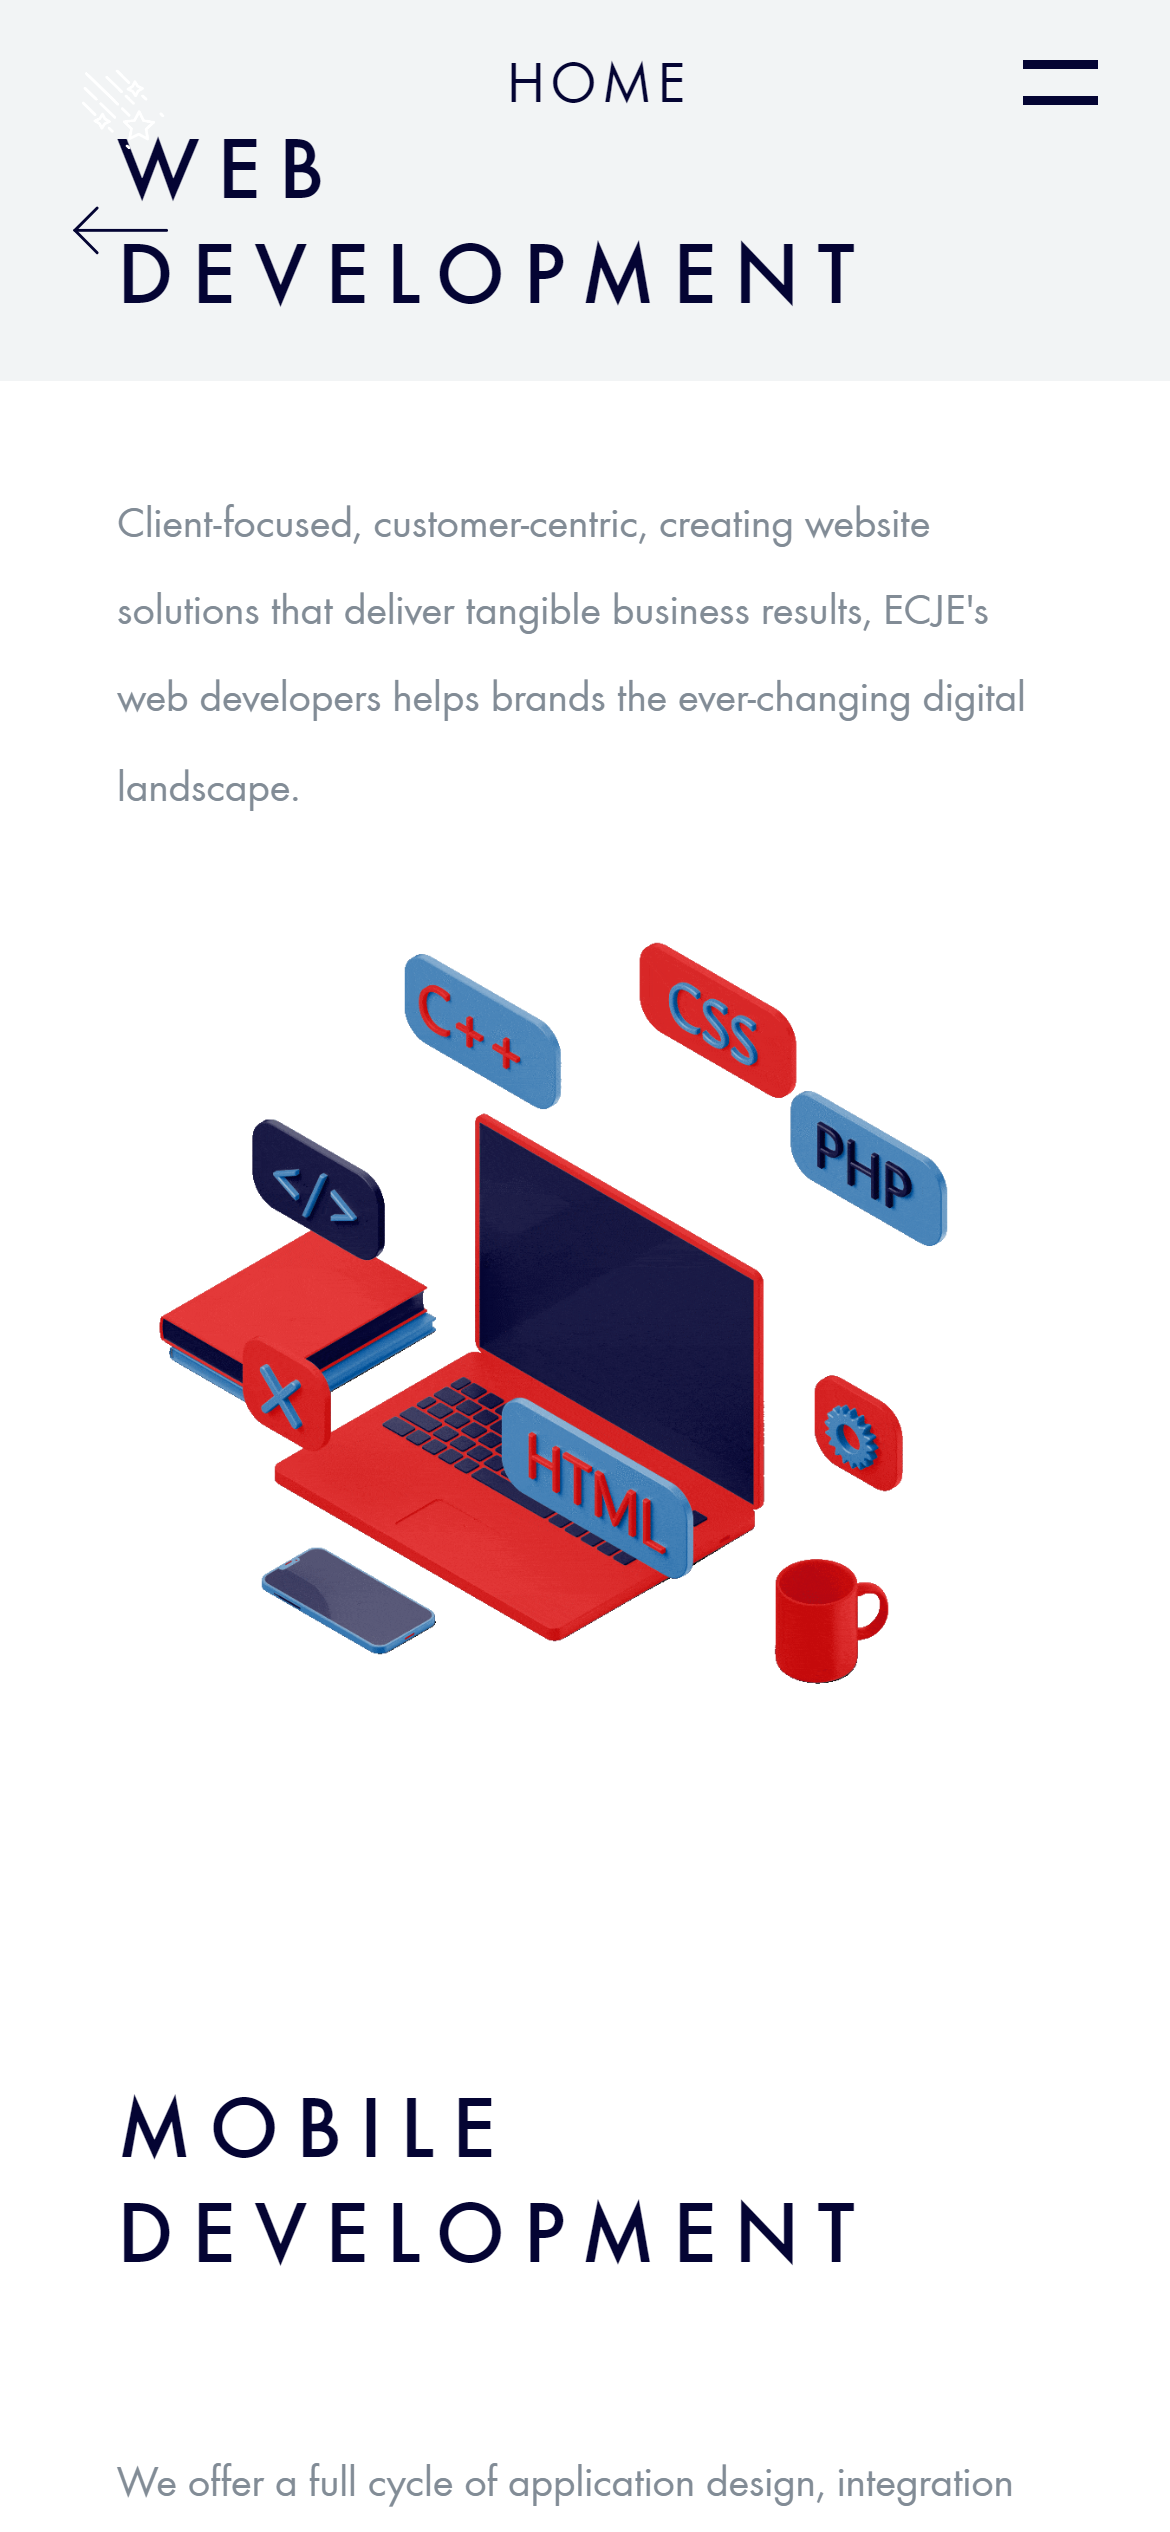 HOME
WEB
DEVELOPMENT
Client-focused, customer-centric, creating website
solutions that deliver tangible business results, ECJE's
web developers helps brands the ever-changing digital
landscape.
C++
CSS
PHP
</>
HTML
MOBILE
DEVELOPMENT
We offer a full cycle of application design, integration